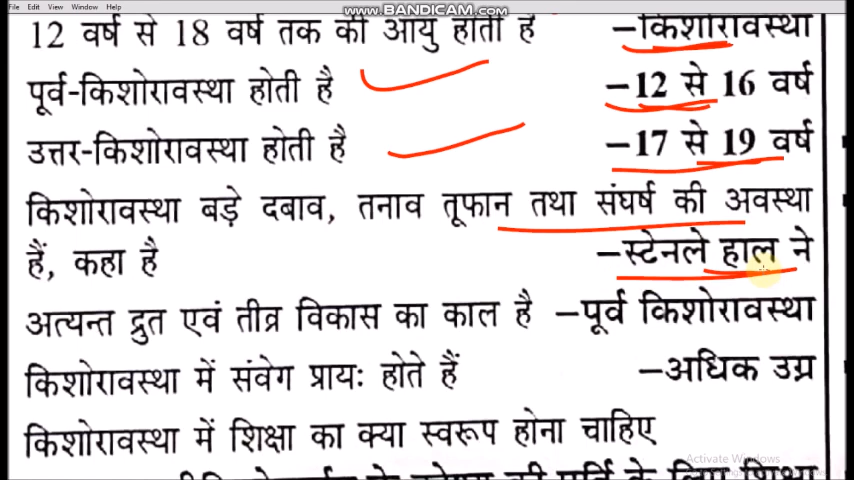 File Edit View Window Help
www.BANDICAM.com
12 वर्ष से 18 वर्ष तक की आयु होती है –किशोरावस्था
पूर्व-किशोरावस्था होती है –12 से 16 वर्ष
उत्तर-किशोरावस्था होती है –17 से 19 वर्ष
किशोरावस्था बड़े दबाव, तनाव तूफान तथा संघर्ष की अवस्था
हैं, कहा है –स्टेनले हाल ने
अत्यन्त द्रुत एवं तीव्र विकास का काल है –पूर्व किशोरावस्था
किशोरावस्था में संवेग प्रायः होते हैं –अधिक उग्र
किशोरावस्था में शिक्षा का क्या स्वरूप होना चाहिए
Activate Windows
की पूर्ति के लिए शिक्षा